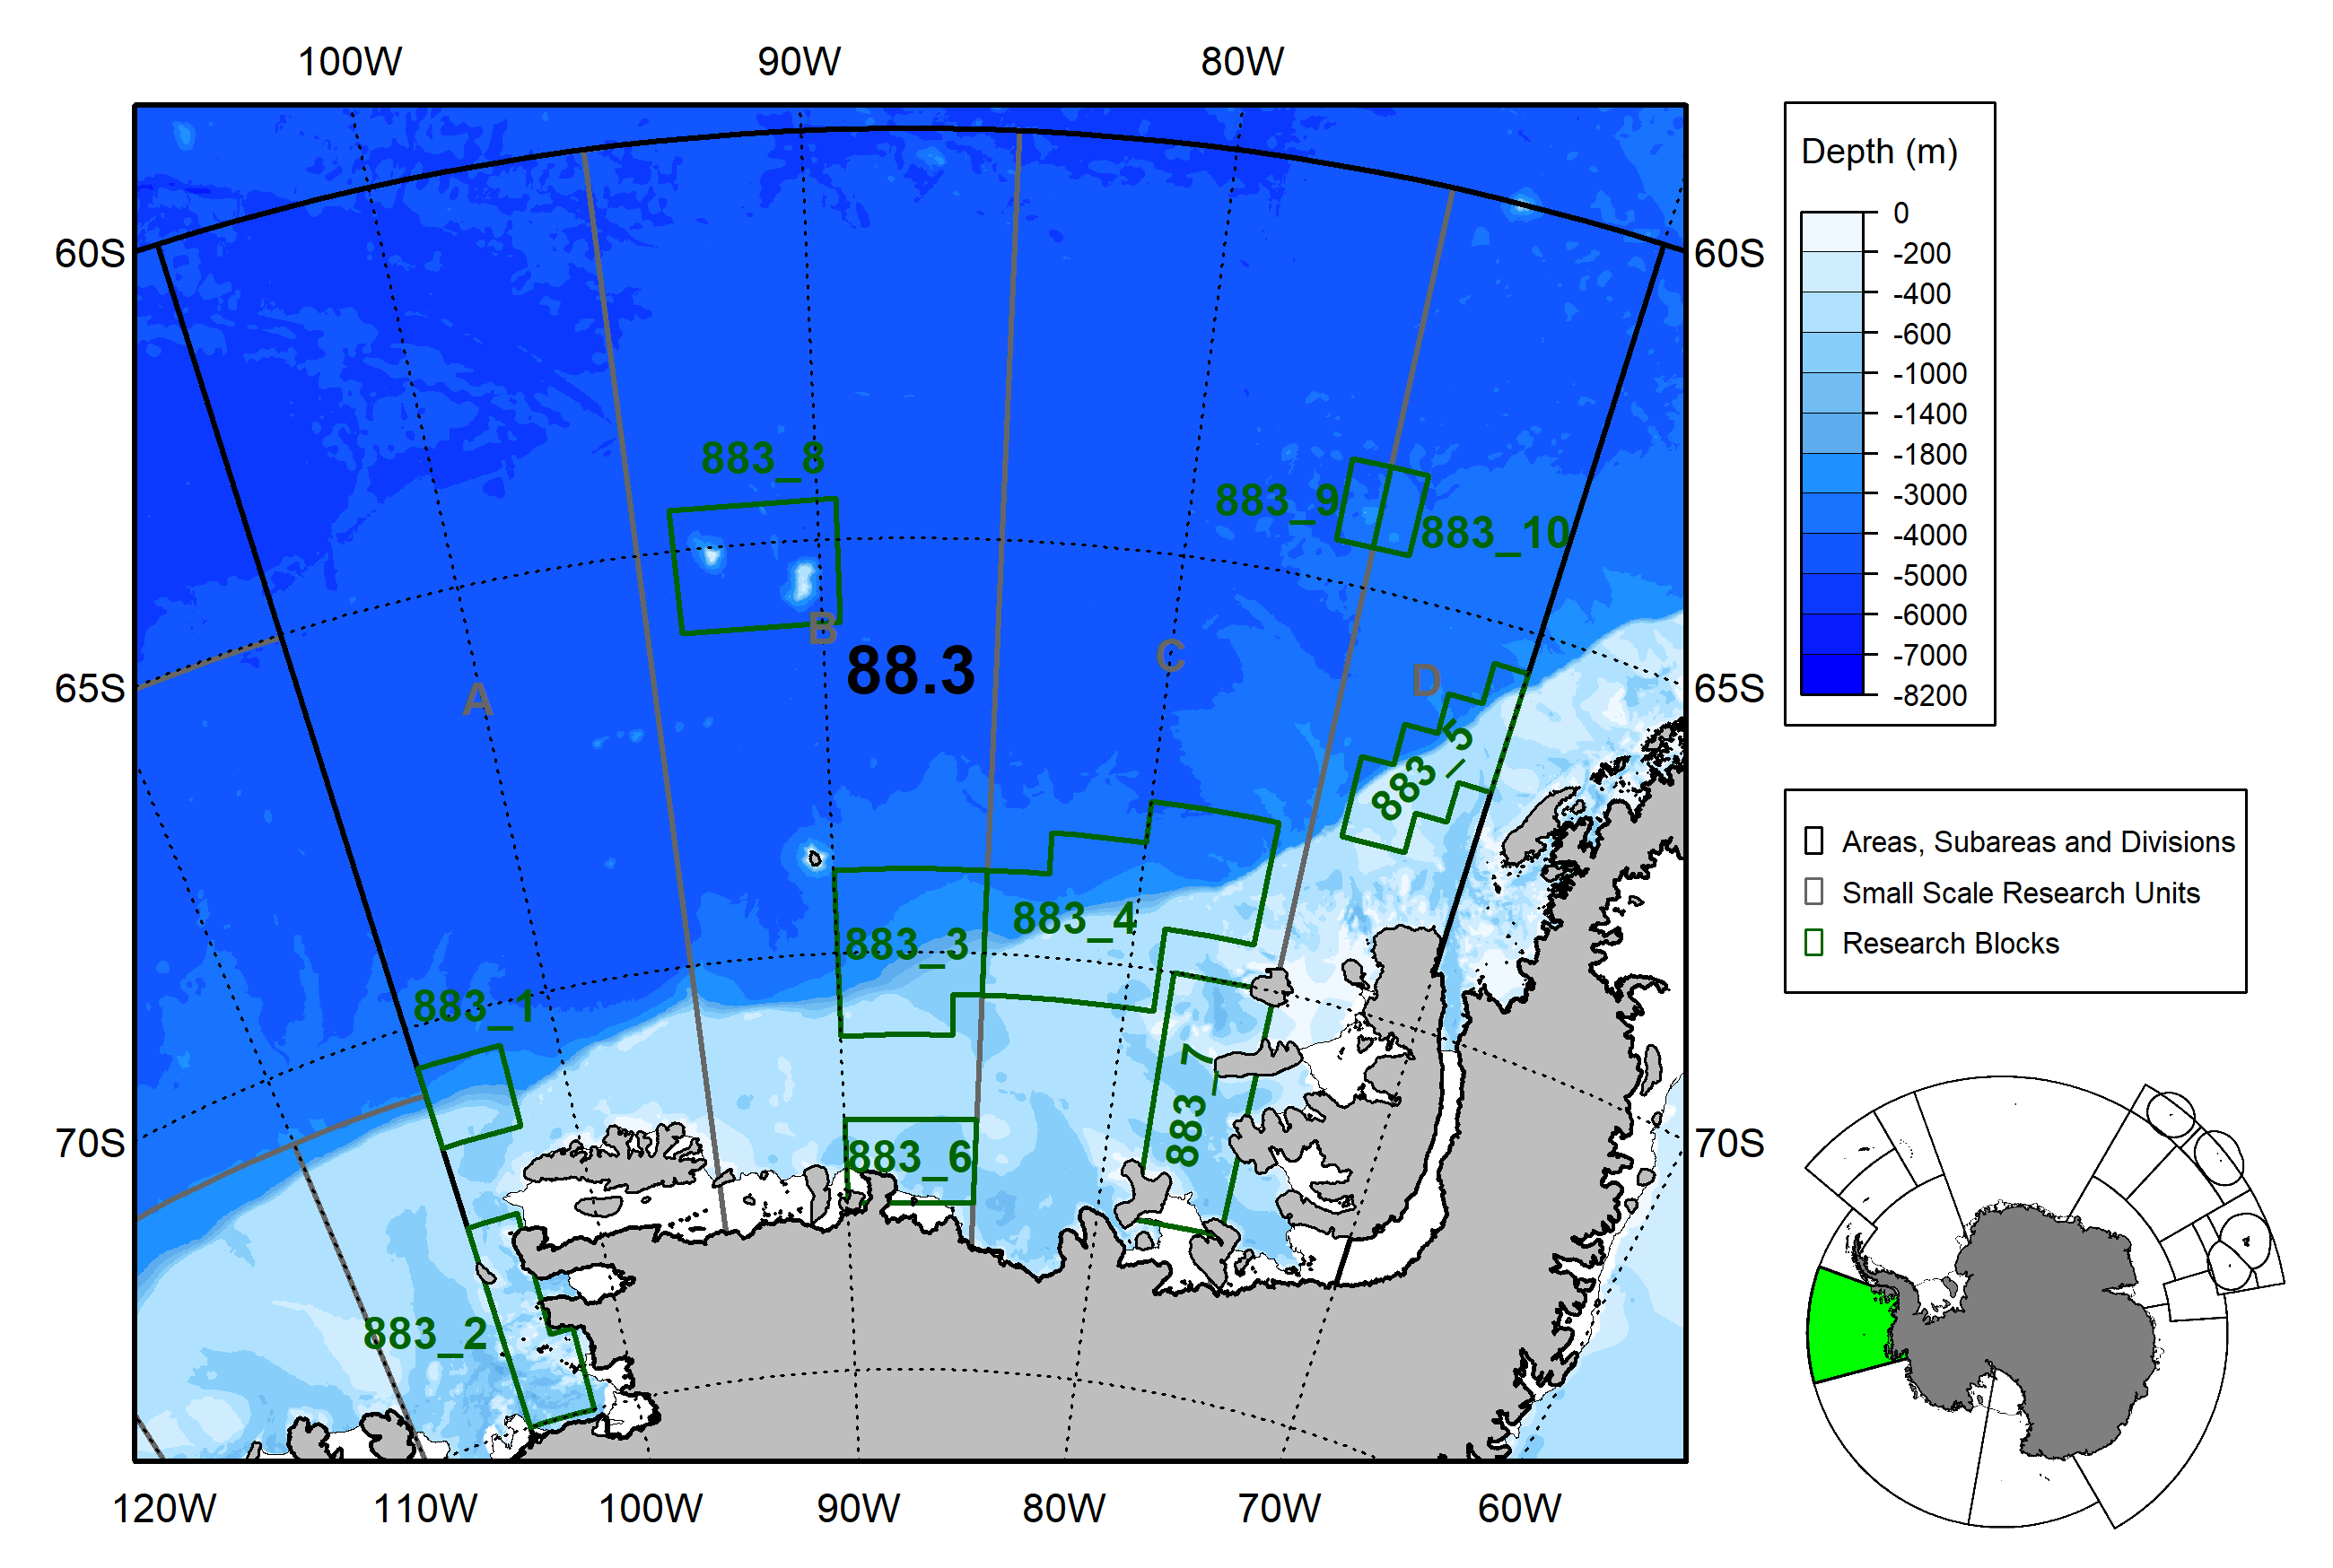 100W
90W
80W
60S
65S
70S
60S
65S
70S
120W
110W
100W
90W
80W
70W
60W
883_8
883_9
883_10
B
88.3
C
D
A
883_5
883_4
883_3
883_1
883_7
883_6
883_2
Depth (m)
0
-200
-400
-600
-1000
-1400
-1800
-3000
-4000
-5000
-6000
-7000
-8200
Areas, Subareas and Divisions
Small Scale Research Units
Research Blocks